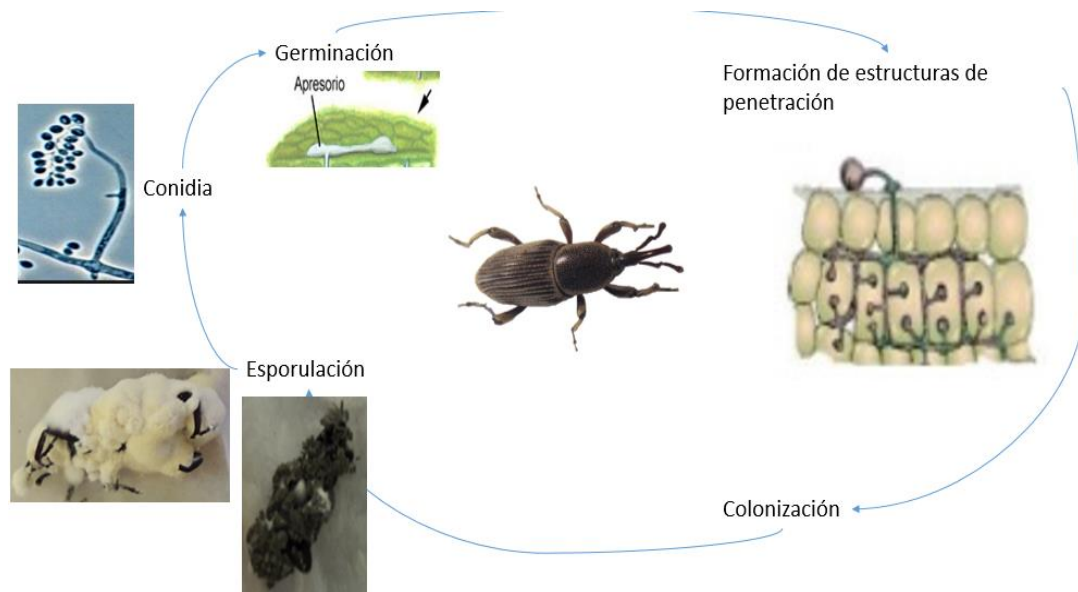 Germinación
Apresorio
Formación de estructuras de
penetración
Conidia
Esporulación
Colonización